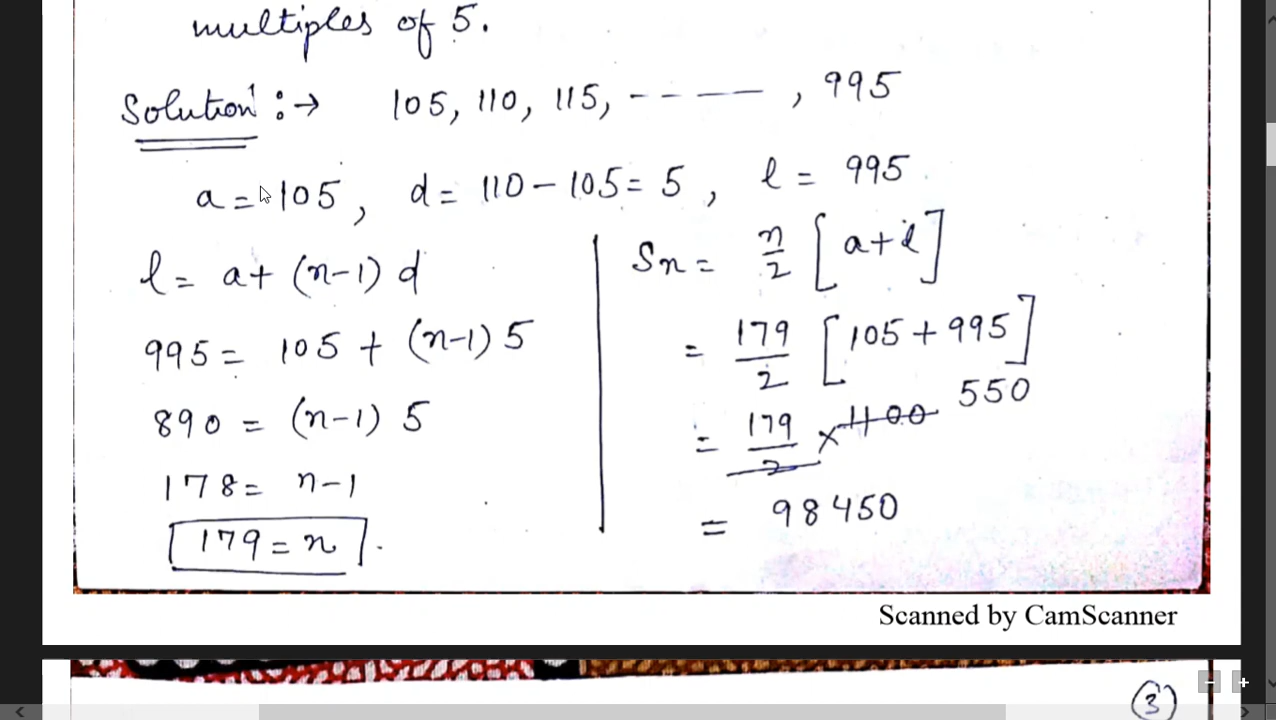 multiples of 5.
Solution :→ 105, 110, 115, - - - — , 995
a = 105, d = 110 - 105 = 5, l = 995
l = a + (n-1) d
995 = 105 + (n-1) 5
890 = (n-1) 5
178 = n-1
179 = n.
Sn = n/2 [a+l]
= 179/2 [105 + 995]
= 179/2 × 1100 550
= 98450
Scanned by CamScanner
3